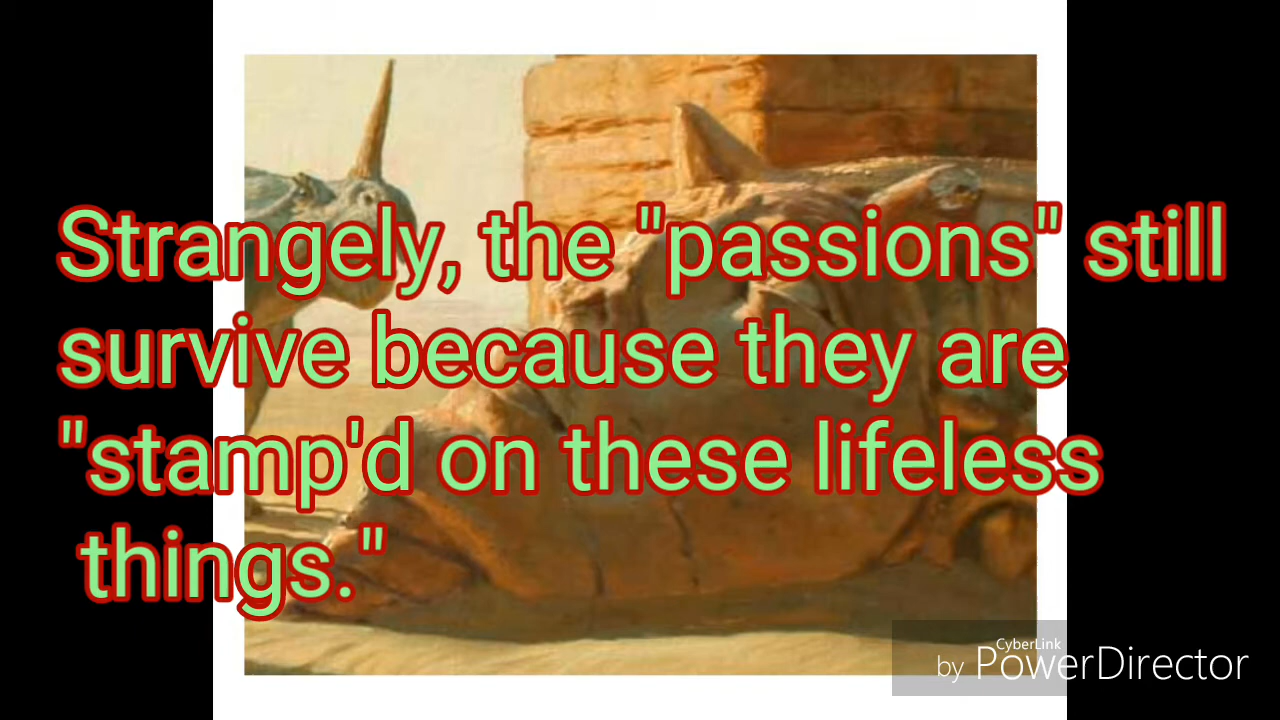 Strangely, the "passions" still
survive because they are
"stamp'd on these lifeless
things."
CyberLink
by PowerDirector